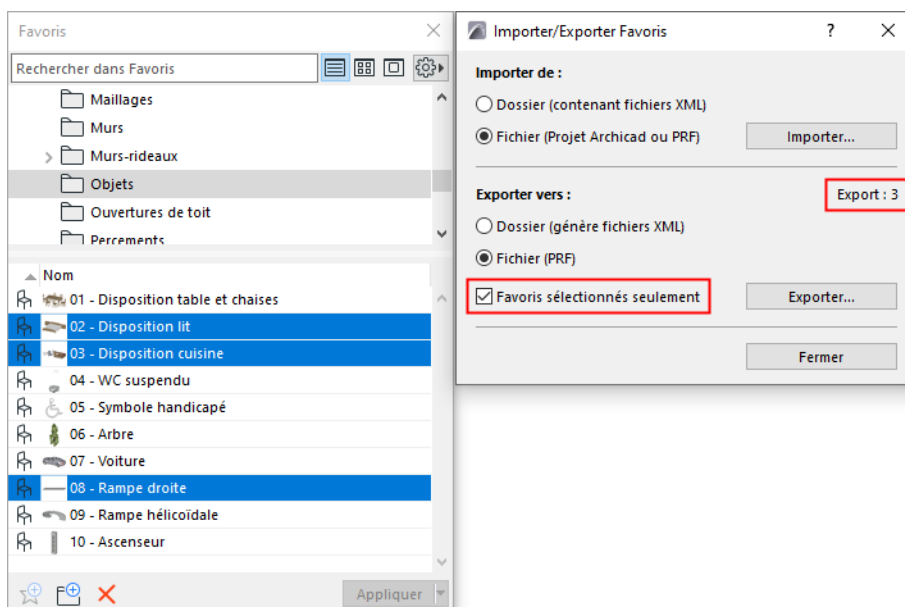 Favoris
Rechercher dans Favoris
Maillages
Murs
Murs-rideaux
Objets
Ouvertures de toit
Percements
Nom
01 - Disposition table et chaises
02 - Disposition lit
03 - Disposition cuisine
04 - WC suspendu
05 - Symbole handicapé
06 - Arbre
07 - Voiture
08 - Rampe droite
09 - Rampe hélicoïdale
10 - Ascenseur
Appliquer
Importer/Exporter Favoris ?
Importer de :
Dossier (contenant fichiers XML)
Fichier (Projet Archicad ou PRF) Importer...
Exporter vers : Export : 3
Dossier (génère fichiers XML)
Fichier (PRF)
Favoris sélectionnés seulement Exporter...
Fermer